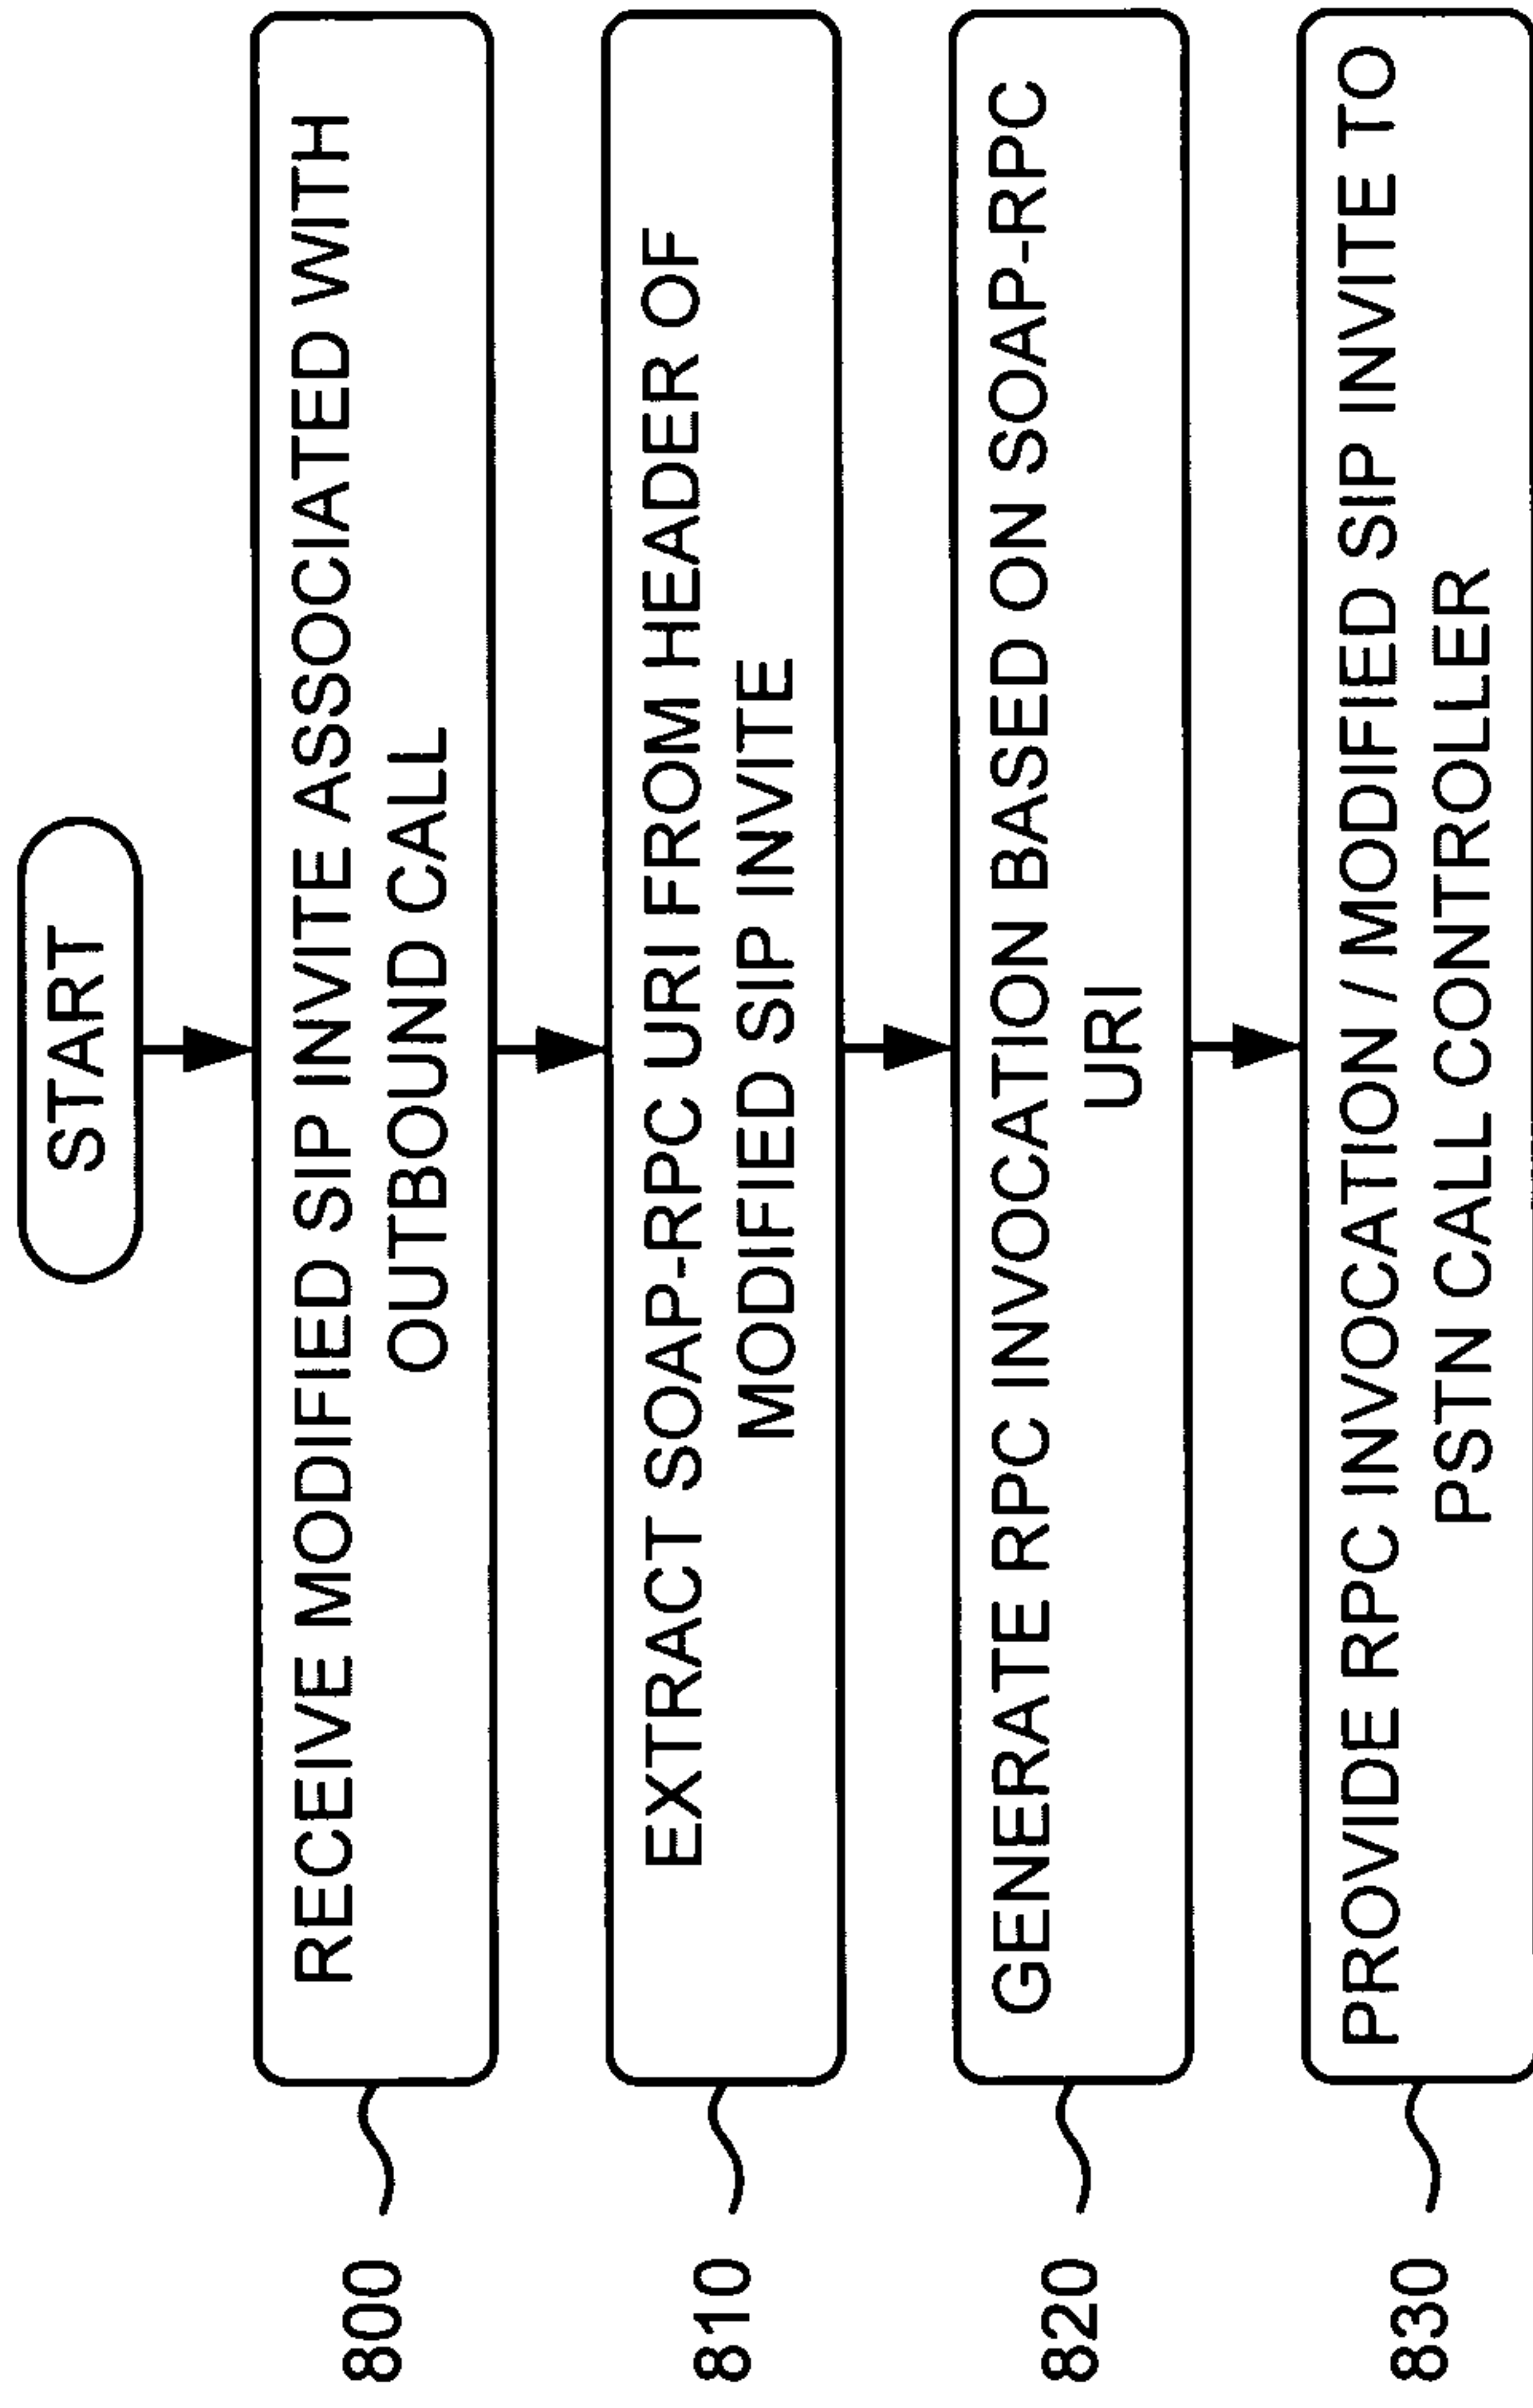 START
800
RECEIVE MODIFIED SIP INVITE ASSOCIATED WITH
OUTBOUND CALL
810
EXTRACT SOAP-RPC URI FROM HEADER OF
MODIFIED SIP INVITE
820
GENERATE RPC INVOCATION BASED ON SOAP-RPC
URI
830
PROVIDE RPC INVOCATION / MODIFIED SIP INVITE TO
PSTN CALL CONTROLLER